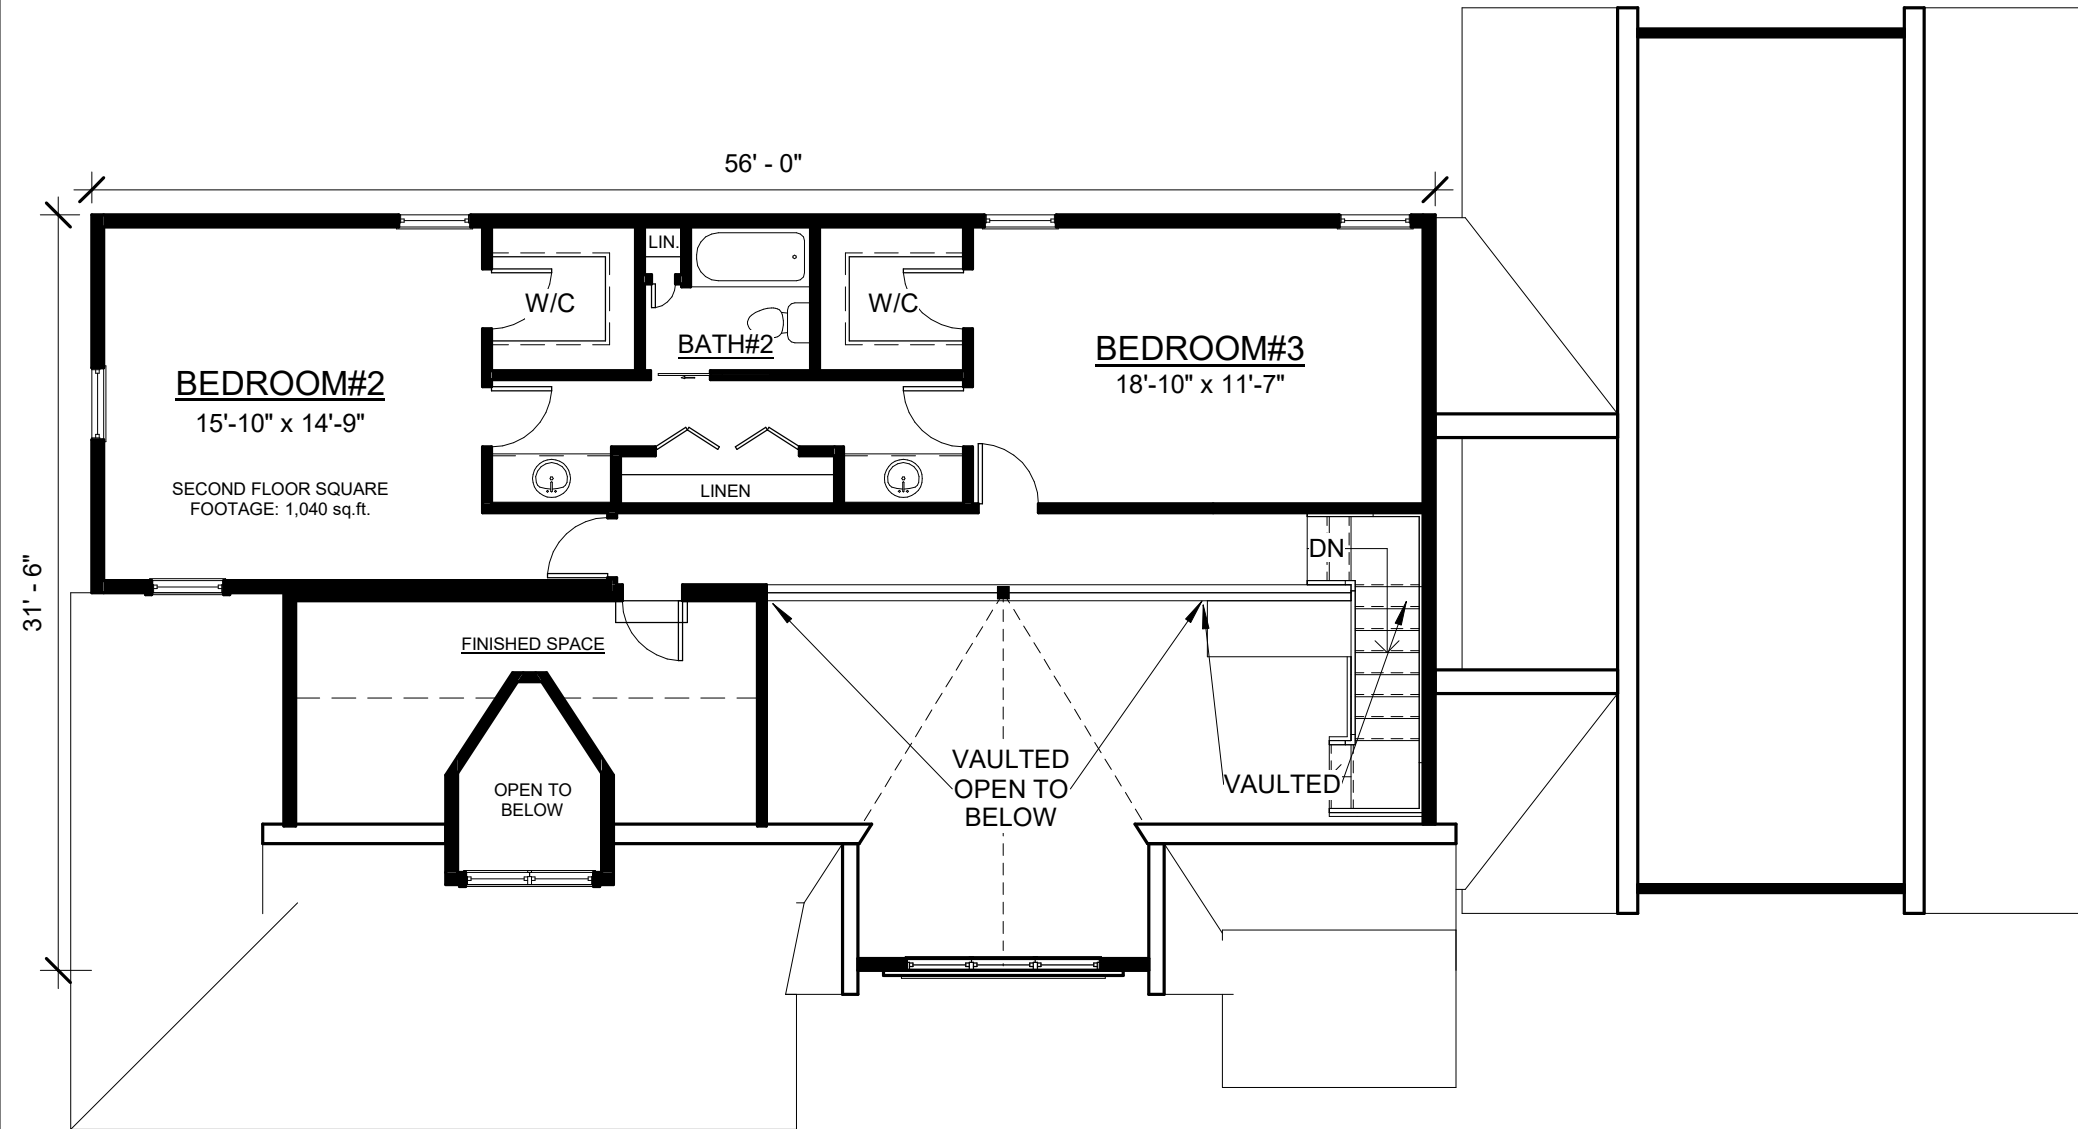 56' - 0"
LIN.
W/C
W/C
BATH#2
BEDROOM#3
18'-10" x 11'-7"
BEDROOM#2
15'-10" x 14'-9"
SECOND FLOOR SQUARE
FOOTAGE: 1,040 sq.ft.
LINEN
DN
31' - 6"
FINISHED SPACE
OPEN TO
BELOW
VAULTED
OPEN TO
BELOW
VAULTED